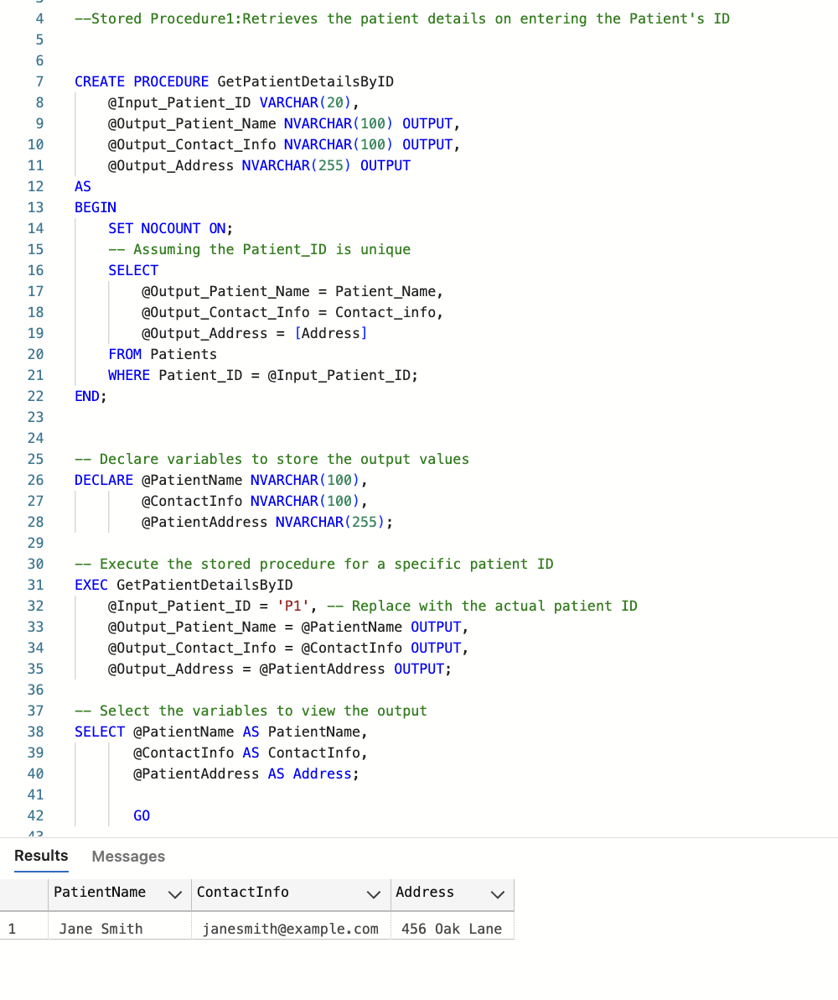 4 --Stored Procedure1:Retrieves the patient details on entering the Patient's ID
5
6
7 CREATE PROCEDURE GetPatientDetailsByID
8 @Input_Patient_ID VARCHAR(20),
9 @Output_Patient_Name NVARCHAR(100) OUTPUT,
10 @Output_Contact_Info NVARCHAR(100) OUTPUT,
11 @Output_Address NVARCHAR(255) OUTPUT
12 AS
13 BEGIN
14 SET NOCOUNT ON;
15 -- Assuming the Patient_ID is unique
16 SELECT
17 @Output_Patient_Name = Patient_Name,
18 @Output_Contact_Info = Contact_info,
19 @Output_Address = [Address]
20 FROM Patients
21 WHERE Patient_ID = @Input_Patient_ID;
22 END;
23
24
25 -- Declare variables to store the output values
26 DECLARE @PatientName NVARCHAR(100),
27 @ContactInfo NVARCHAR(100),
28 @PatientAddress NVARCHAR(255);
29
30 -- Execute the stored procedure for a specific patient ID
31 EXEC GetPatientDetailsByID
32 @Input_Patient_ID = 'P1', -- Replace with the actual patient ID
33 @Output_Patient_Name = @PatientName OUTPUT,
34 @Output_Contact_Info = @ContactInfo OUTPUT,
35 @Output_Address = @PatientAddress OUTPUT;
36
37 -- Select the variables to view the output
38 SELECT @PatientName AS PatientName,
39 @ContactInfo AS ContactInfo,
40 @PatientAddress AS Address;
41
42 GO
Results Messages
PatientName ContactInfo Address
1 Jane Smith janesmith@example.com 456 Oak Lane